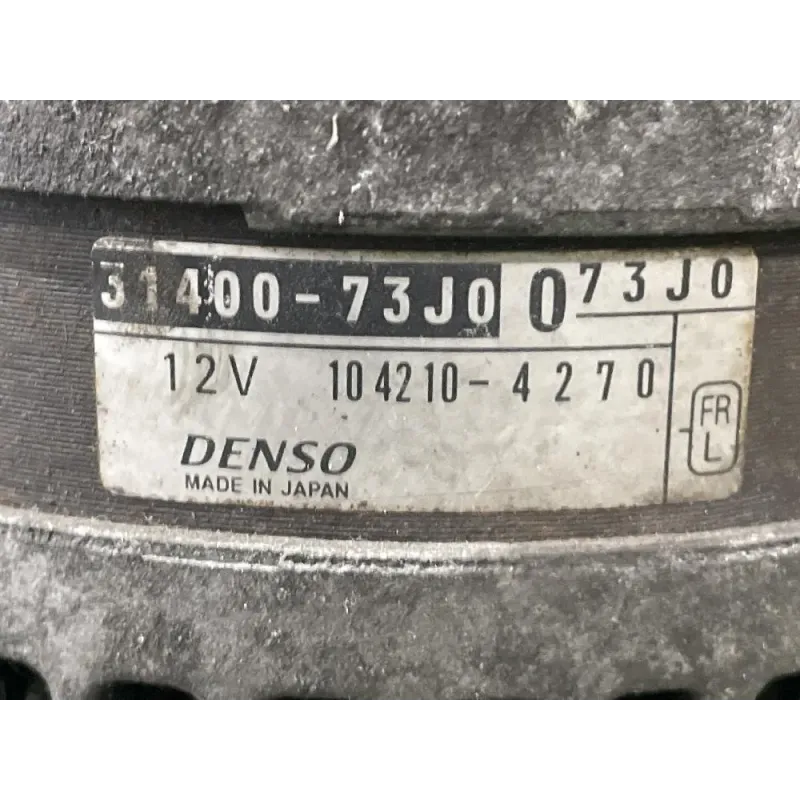 31400-73J0 0 73J0
12V 104210-4270
FR
L
DENSO
MADE IN JAPAN